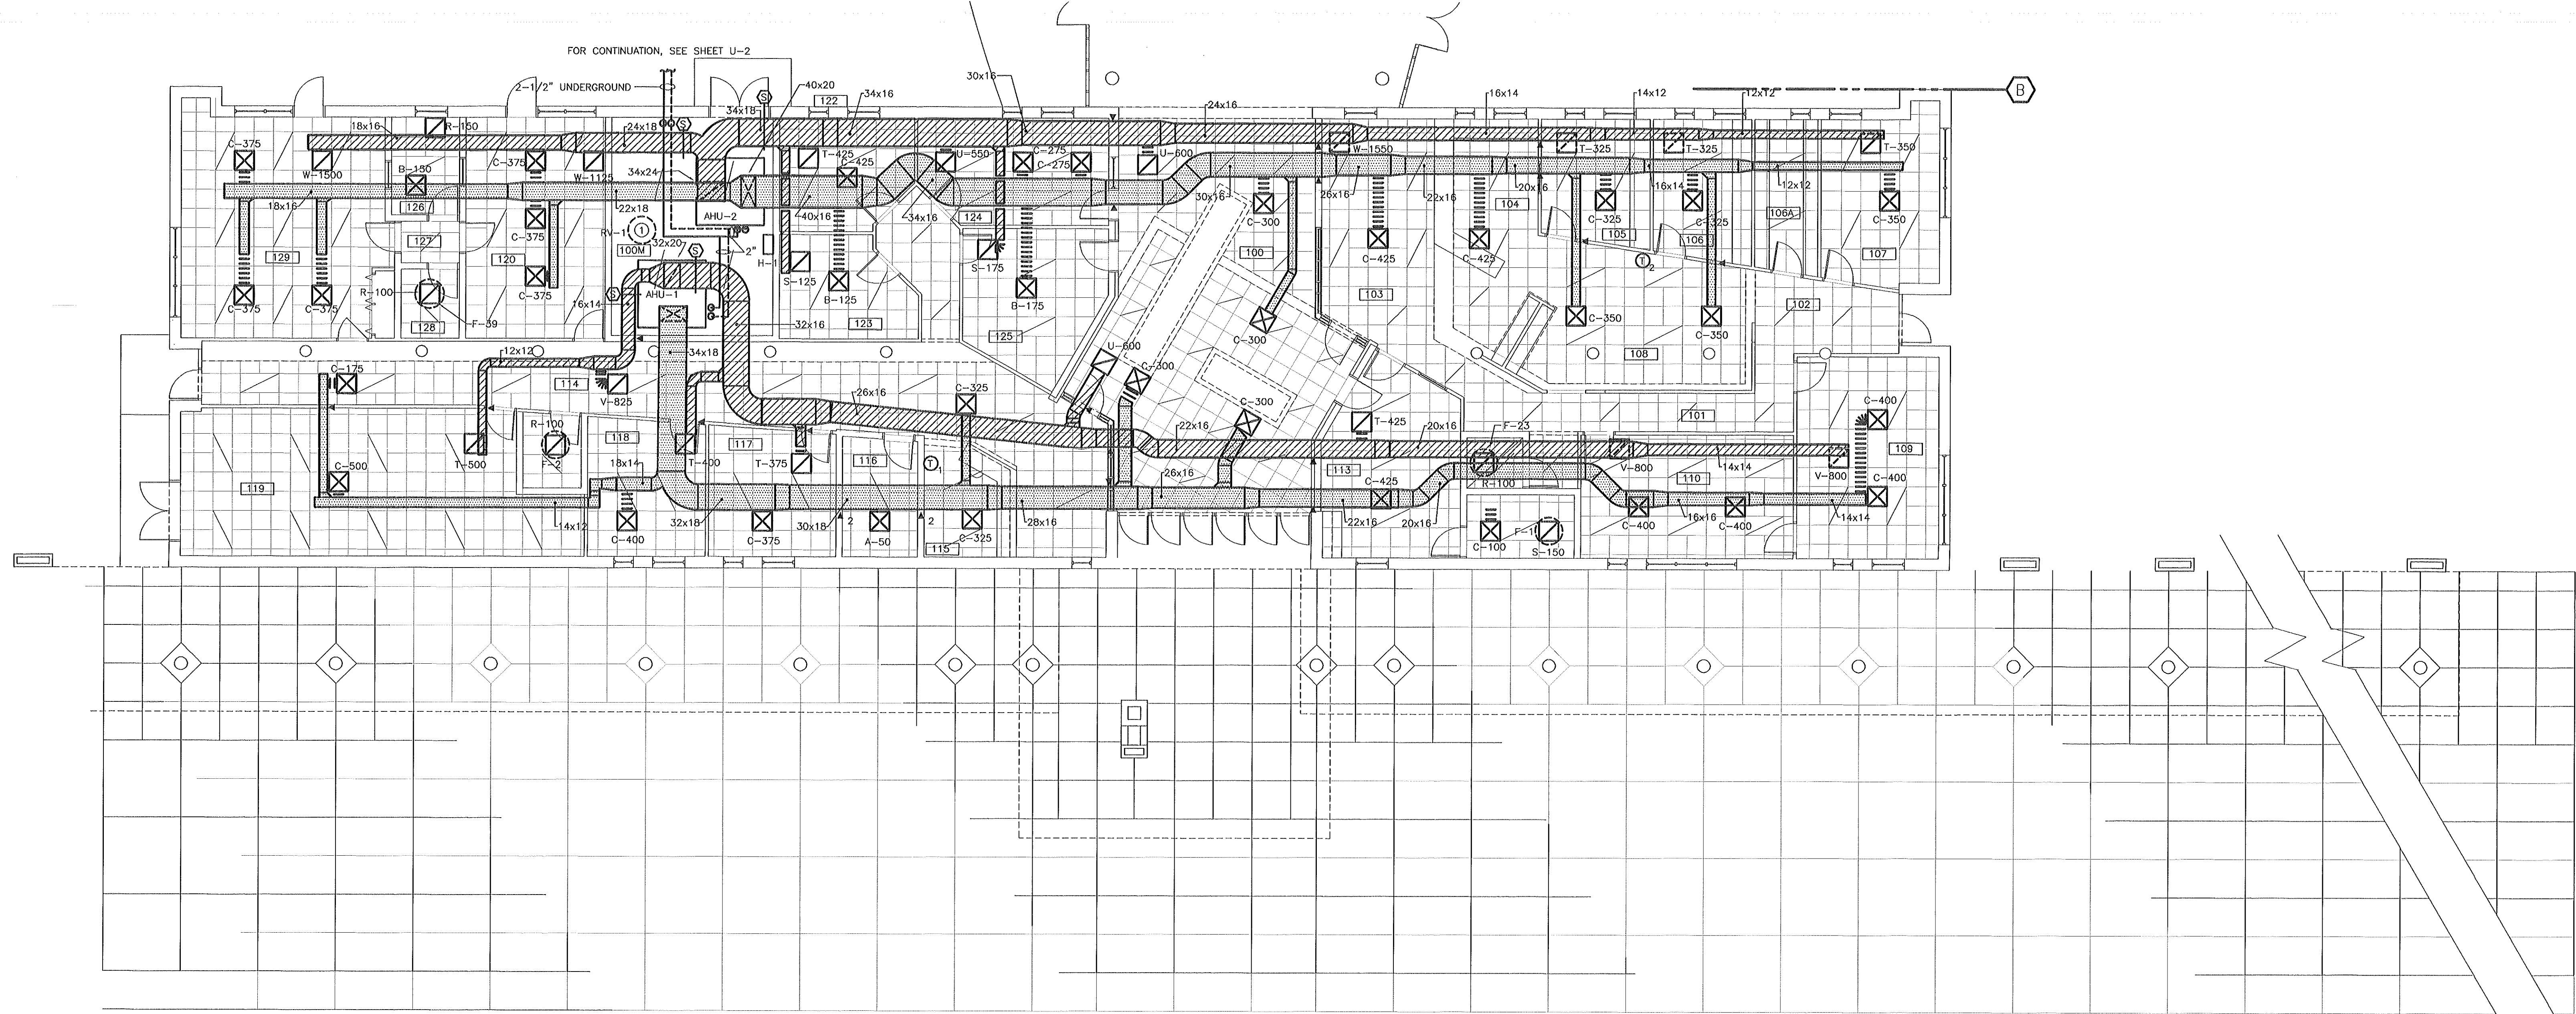 FOR CONTINUATION, SEE SHEET U-2
2-1/2" UNDERGROUND
30x16
40x20
34x16
122
S
34x18
24x16
16x14
14x12
12x12
B
18x16
R-150
24x18
S
C-375
W-1500
B-150
C-375
W-1125
34x24
T-425
C-425
U-550
C-275
C-275
U-600
W-1550
T-325
T-325
T-350
18x16
126
22x18
AHU-2
40x16
34x16
124
30x16
26x16
22x16
20x16
16x14
12x12
C-300
104
C-325
C-325
106A
C-350
RV-1
1
100M
32x20
2"
H-1
127
C-375
105
106
129
120
S
S-125
S-175
100
C-425
C-425
T
2
107
C-375
C-375
R-100
C-375
S
AHU-1
16x14
B-125
B-175
103
102
128
F-39
32x16
123
125
C-300
C-350
C-350
12x12
34x18
U-600
108
C-175
114
V-825
26x16
C-325
C-300
C-300
C-400
101
R-100
118
117
T-425
22x16
20x16
F-23
T-500
F-2
T-400
T-375
116
T
1
113
V-800
14x14
V-800
109
C-500
18x14
26x16
C-425
R-100
110
C-400
119
14x12
32x18
30x18
2
2
28x16
22x16
20x16
C-400
16x16
C-400
14x14
C-400
C-375
A-50
115
C-325
C-100
F-1
S-150